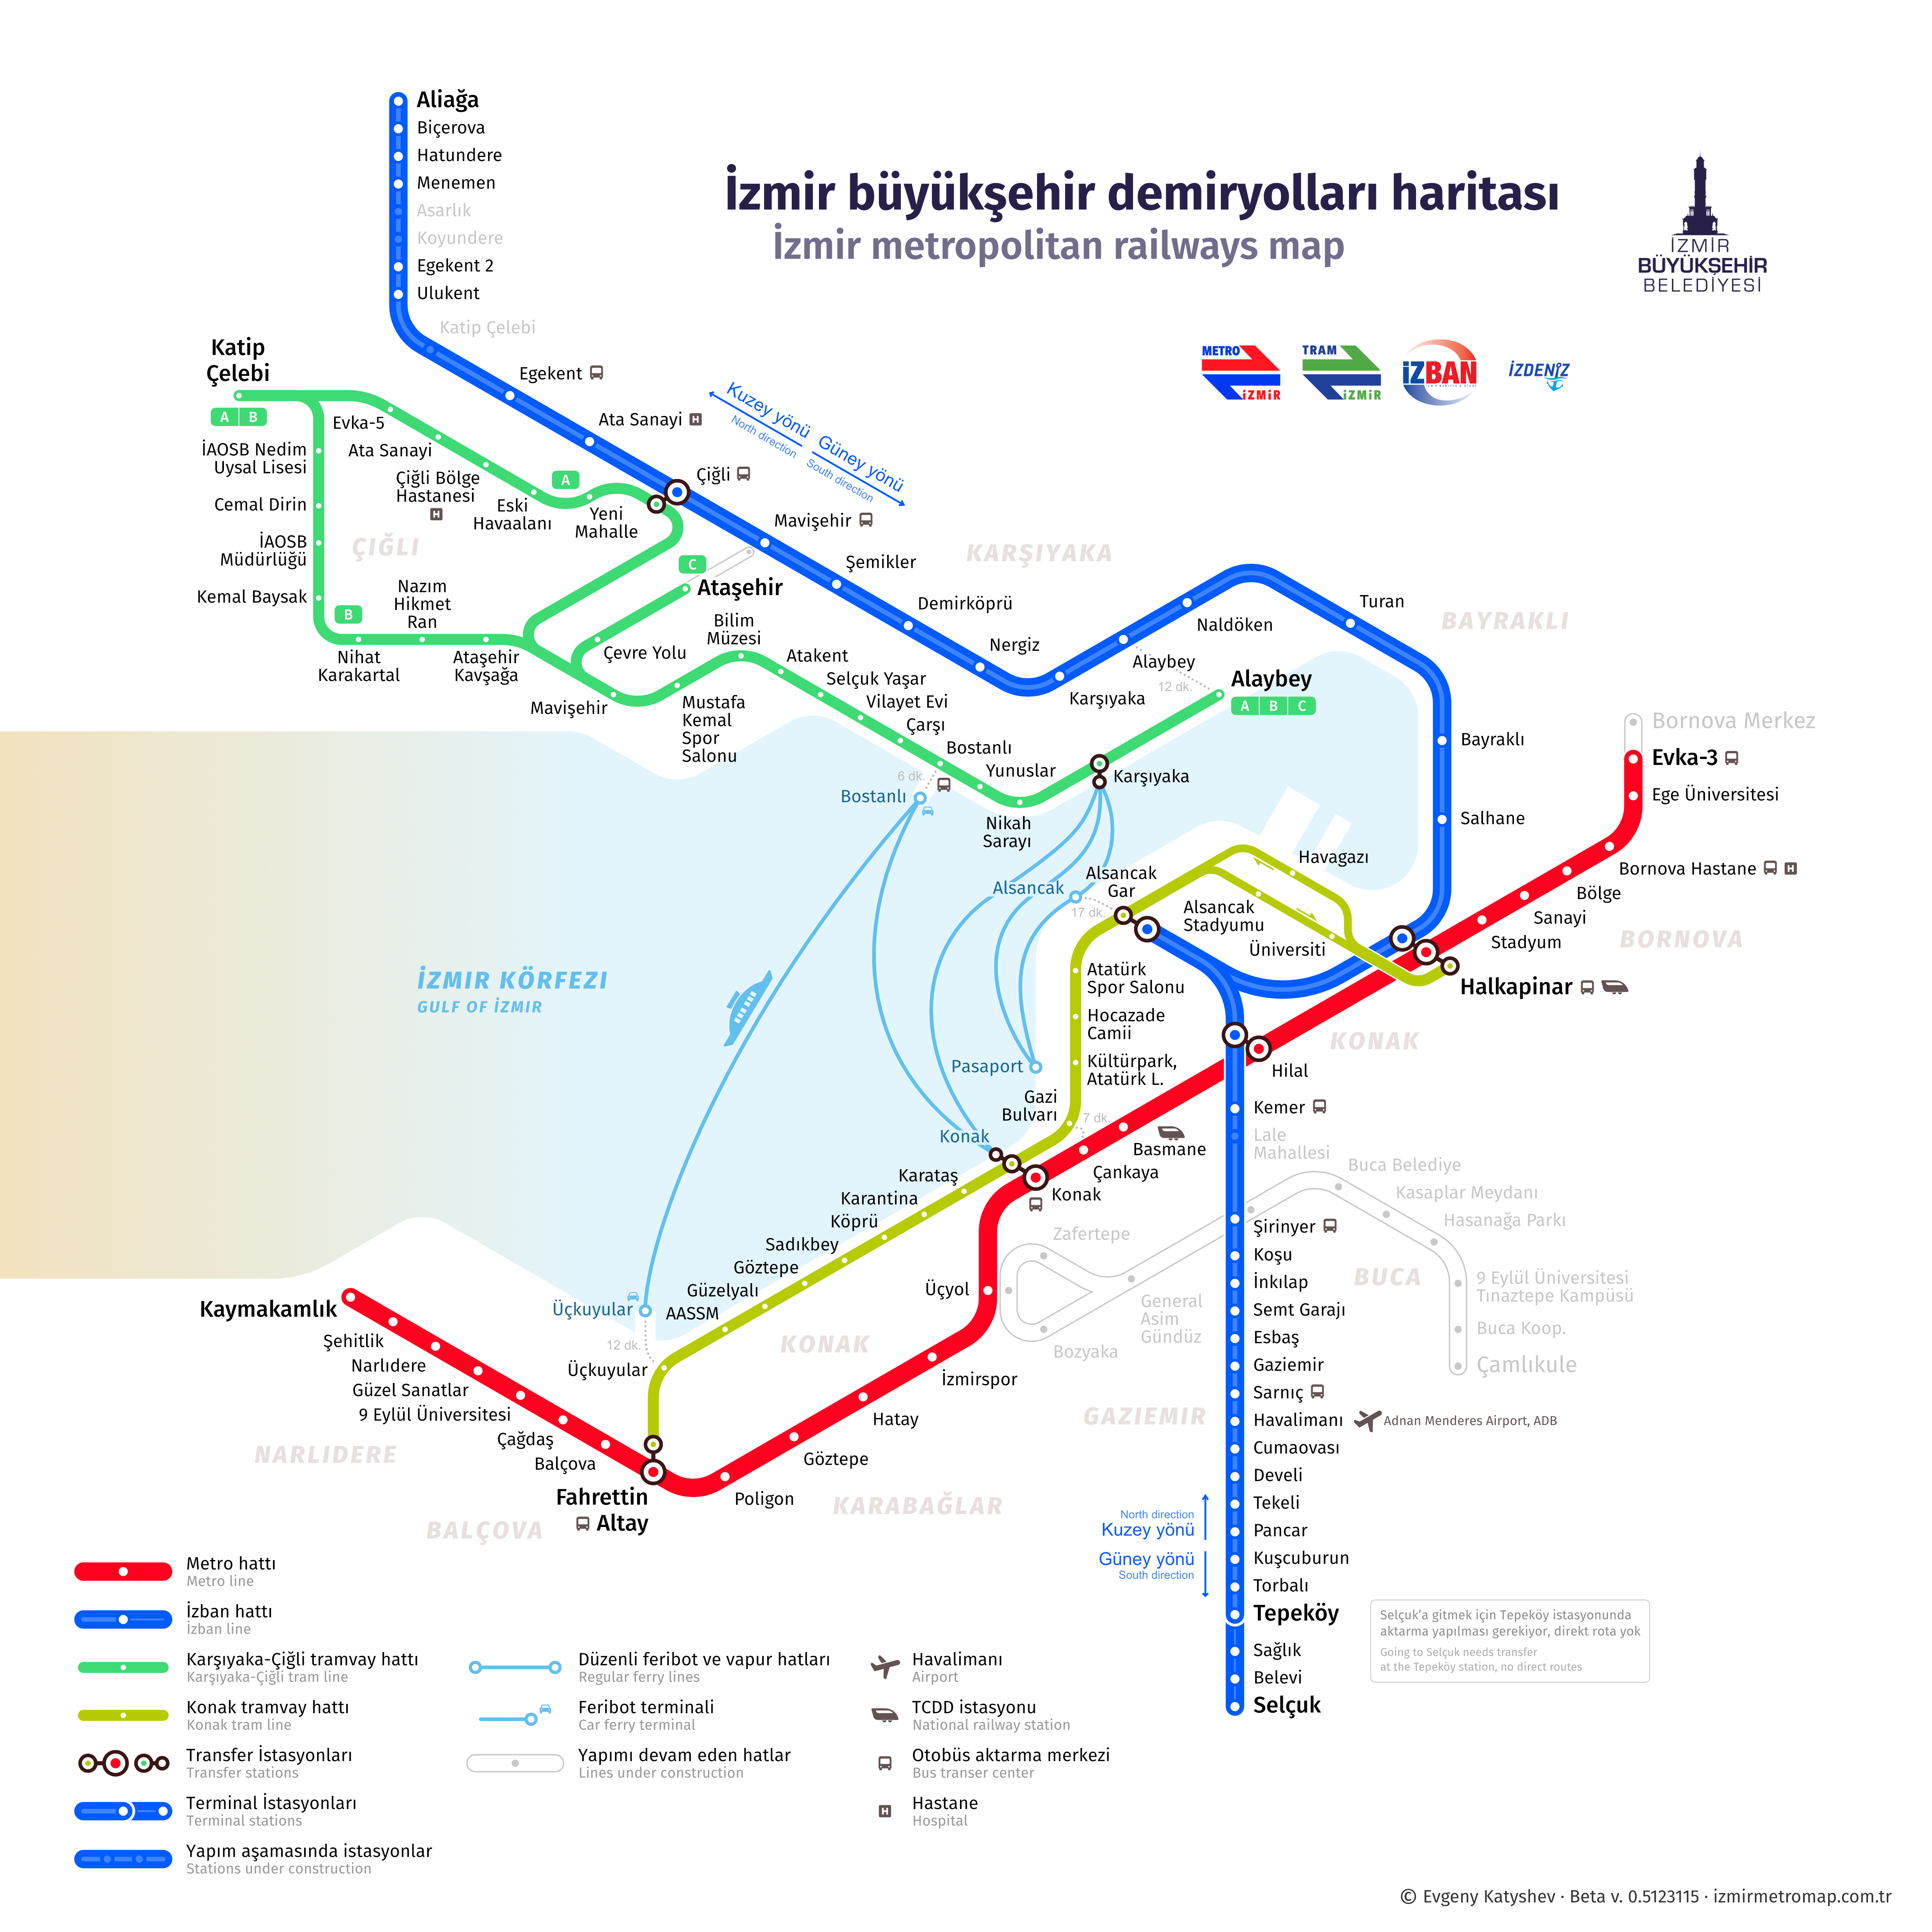 Aliağa
Biçerova
Hatundere
Menemen
Asarlık
Koyundere
Egekent 2
Ulukent
Katip Çelebi
İzmir büyükşehir demiryolları haritası
İzmir metropolitan railways map
İZMİR
BÜYÜKŞEHİR
BELEDİYESİ
METRO
İZMİR
TRAM
İZMİR
İZBAN
İZDENİZ
Katip
Çelebi
A B
Egekent
Ata Sanayi
H
Çiğli
Kuzey yönü
North direction
Güney yönü
South direction
Mavişehir
Şemikler
Demirköprü
Nergiz
Karşıyaka
Alaybey
Naldöken
Turan
Bayraklı
Salhane
Evka-5
Ata Sanayi
Çiğli Bölge
Hastanesi
H
Eski
Havaalanı
A
Yeni
Mahalle
İAOSB Nedim
Uysal Lisesi
Cemal Dirin
İAOSB
Müdürlüğü
Kemal Baysak
B
Nazım
Hikmet
Ran
Nihat
Karakartal
Ataşehir
Kavşağa
ÇIĞLI
KARŞIYAKA
BAYRAKLI
C
Ataşehir
Çevre Yolu
Mavişehir
Bilim
Müzesi
Mustafa
Kemal
Spor
Salonu
Atakent
Selçuk Yaşar
Vilayet Evi
Çarşı
Bostanlı
Yunuslar
Nikah
Sarayı
Karşıyaka
12 dk.
Alaybey
A B C
6 dk.
Bostanlı
Bornova Merkez
Evka-3
Ege Üniversitesi
Bornova Hastane
H
Bölge
Sanayi
Stadyum
BORNOVA
Halkapinar
Havagazı
Alsancak
Stadyumu
Üniversiti
Alsancak
Gar
Alsancak
17 dk.
Atatürk
Spor Salonu
Hocazade
Camii
Kültürpark,
Atatürk L.
Gazi
Bulvarı
7 dk.
Pasaport
Konak
İZMİR KÖRFEZI
GULF OF İZMİR
KONAK
Hilal
Basmane
Çankaya
Konak
Karataş
Karantina
Köprü
Sadıkbey
Göztepe
Güzelyalı
AASSM
Üçkuyular
12 dk.
Üçkuyular
Kemer
Lale
Mahallesi
Şirinyer
Koşu
İnkılap
Semt Garajı
Esbaş
Gaziemir
Sarnıç
Havalimanı
Adnan Menderes Airport, ADB
Cumaovası
Develi
Tekeli
Pancar
Kuşcuburun
Torbalı
Tepeköy
Sağlık
Belevi
Selçuk
Buca Belediye
Kasaplar Meydanı
Hasanağa Parkı
9 Eylül Üniversitesi
Tınaztepe Kampüsü
Buca Koop.
Çamlıkule
BUCA
Zafertepe
General
Asim
Gündüz
Bozyaka
Üçyol
İzmirspor
Hatay
Göztepe
Poligon
KONAK
GAZIEMIR
KARABAĞLAR
Kaymakamlık
Şehitlik
Narlıdere
Güzel Sanatlar
9 Eylül Üniversitesi
Çağdaş
Balçova
Fahrettin
Altay
NARLIDERE
BALÇOVA
North direction
Kuzey yönü
Güney yönü
South direction
Selçuk'a gitmek için Tepeköy istasyonunda
aktarma yapılması gerekiyor, direkt rota yok
Going to Selçuk needs transfer
at the Tepeköy station, no direct routes
Metro hattı
Metro line
İzban hattı
İzban line
Karşıyaka-Çiğli tramvay hattı
Karşıyaka-Çiğli tram line
Konak tramvay hattı
Konak tram line
Transfer İstasyonları
Transfer stations
Terminal İstasyonları
Terminal stations
Yapım aşamasında istasyonlar
Stations under construction
Düzenli feribot ve vapur hatları
Regular ferry lines
Feribot terminali
Car ferry terminal
Yapımı devam eden hatlar
Lines under construction
Havalimanı
Airport
TCDD istasyonu
National railway station
Otobüs aktarma merkezi
Bus transer center
H
Hastane
Hospital
© Evgeny Katyshev · Beta v. 0.5123115 · izmirmetromap.com.tr